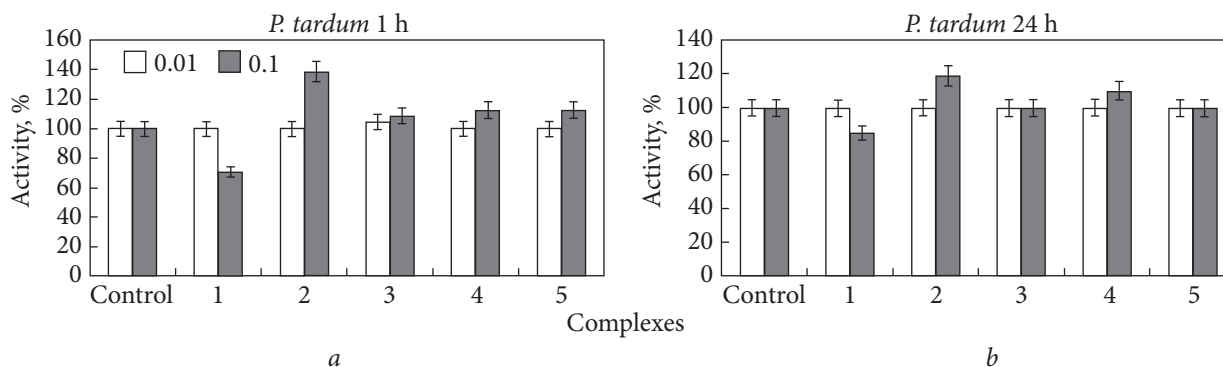 P. tardum 1 h
160
140
120
100
80
60
40
20
0
Activity, %
0.01 0.1
Control 1 2 3 4 5
a
P. tardum 24 h
140
120
100
80
60
40
20
0
Activity, %
Control 1 2 3 4 5
b
Complexes